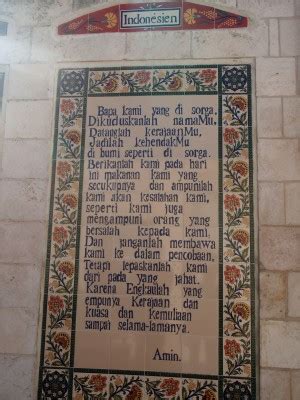 Indonésien
Bapa kami yang di sorga,
Dikuduskanlah namaMu,
Datanglah kerajaanMu,
Jadilah kehendakMu
di bumi seperti di sorga.
Berikanlah kami pada hari
ini makanan kami yang
secukupnya dan ampunilah
kami akan kesalahan kami,
seperti kami juga
mengampuni orang yang
bersalah kepada kami.
Dan janganlah membawa
kami ke dalam pencobaan,
Tetapi lepaskanlah kami
dari pada yang jahat.
Karena Engkaulah yang
empunya Kerajaan dan
kuasa dan kemuliaan
sampai selama-lamanya.
Amin.